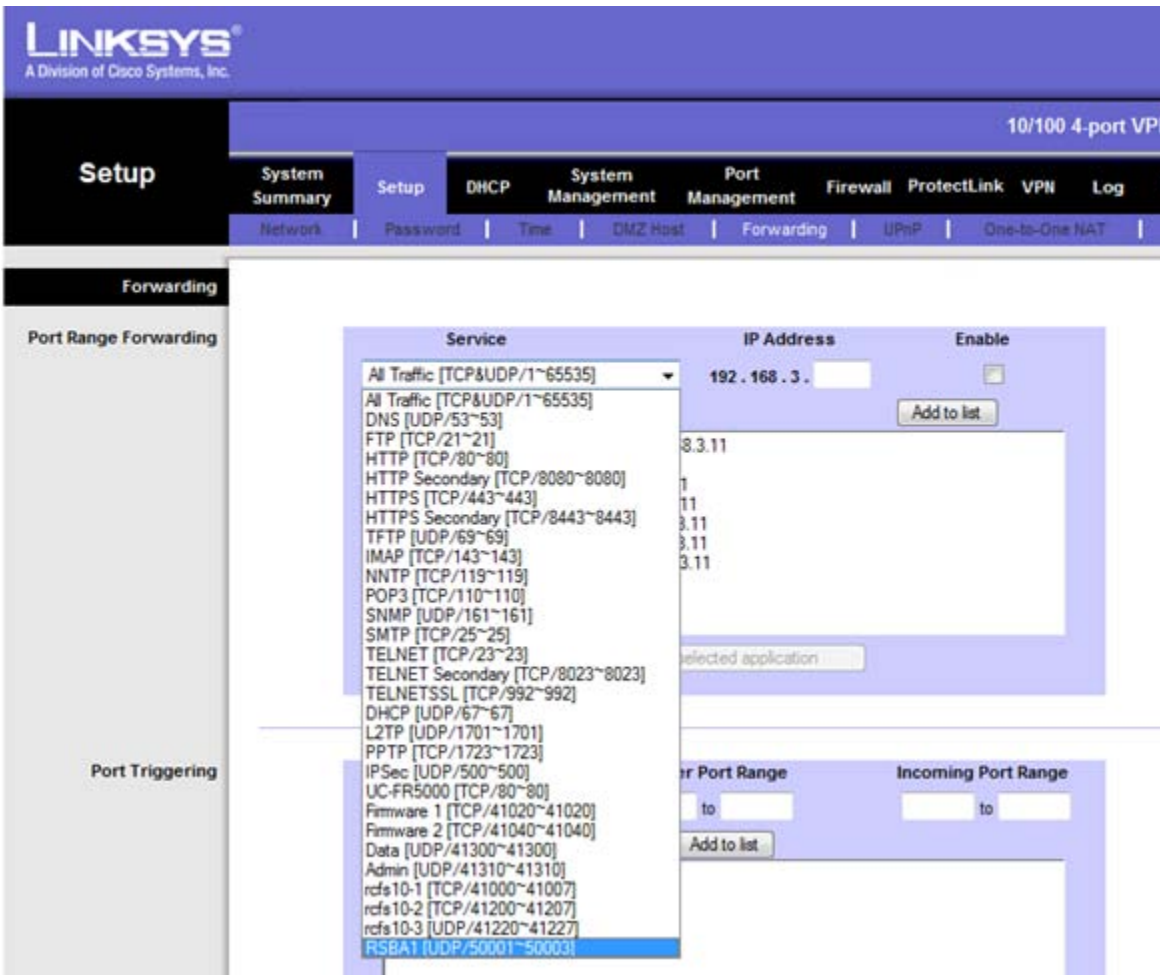 LINKSYS®
A Division of Cisco Systems, Inc.
10/100 4-port VP
Setup
System Summary Setup DHCP System Management Port Management Firewall ProtectLink VPN Log
Network | Password | Time | DMZ Host | Forwarding | UPnP | One-to-One NAT |
Forwarding
Port Range Forwarding
Service IP Address Enable
All Traffic [TCP&UDP/1~65535] 192.168.3.
Add to list
All Traffic [TCP&UDP/1~65535]
DNS [UDP/53~53]
FTP [TCP/21~21]
HTTP [TCP/80~80]
HTTP Secondary [TCP/8080~8080]
HTTPS [TCP/443~443]
HTTPS Secondary [TCP/8443~8443]
TFTP [UDP/69~69]
IMAP [TCP/143~143]
NNTP [TCP/119~119]
POP3 [TCP/110~110]
SNMP [UDP/161~161]
SMTP [TCP/25~25]
TELNET [TCP/23~23]
TELNET Secondary [TCP/8023~8023]
TELNETSSL [TCP/992~992]
DHCP [UDP/67~67]
L2TP [UDP/1701~1701]
PPTP [TCP/1723~1723]
IPSec [UDP/500~500]
UC-FR5000 [TCP/80~80]
Firmware 1 [TCP/41020~41020]
Firmware 2 [TCP/41040~41040]
Data [UDP/41300~41300]
Admin [UDP/41310~41310]
rcfs10-1 [TCP/41000~41007]
rcfs10-2 [TCP/41200~41207]
rcfs10-3 [UDP/41220~41227]
RSBA1 [UDP/50001~50003]
8.3.11
1
11
3.11
3.11
3.11
selected application
Port Triggering
er Port Range Incoming Port Range
to to
Add to list